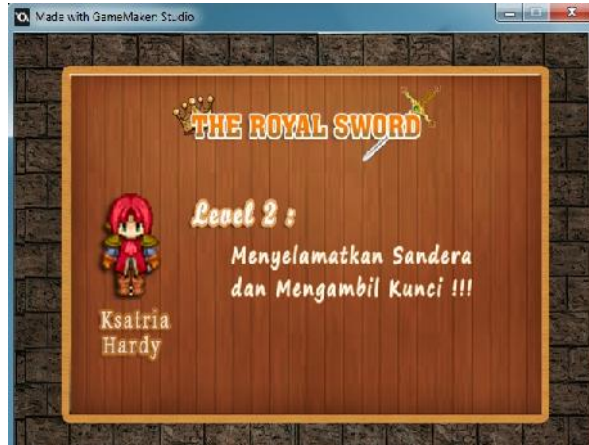 Made with GameMaker: Studio
THE ROYAL SWORD
Level 2 :
Menyelamatkan Sandera
dan Mengambil Kunci !!!
Ksatria
Hardy